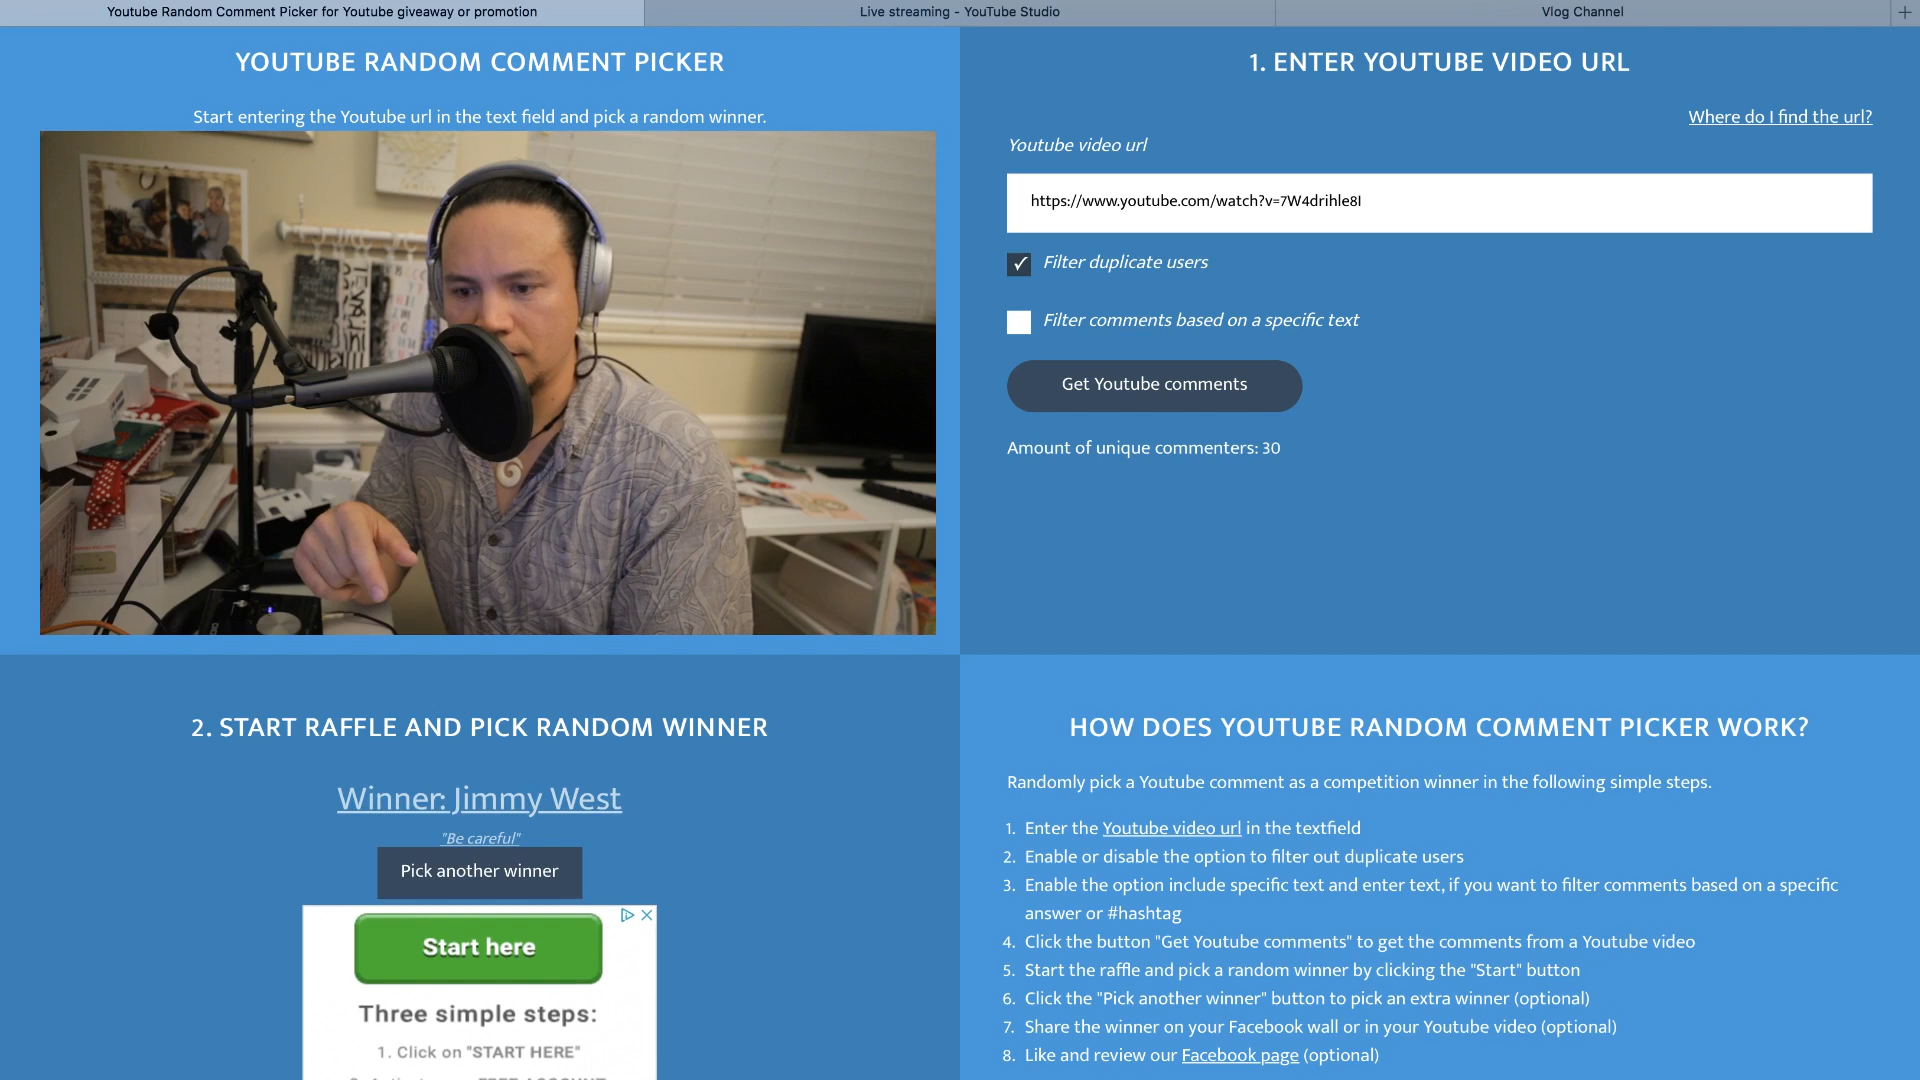 Youtube Random Comment Picker for Youtube giveaway or promotion
Live streaming - YouTube Studio
Vlog Channel
YOUTUBE RANDOM COMMENT PICKER
Start entering the Youtube url in the text field and pick a random winner.
1. ENTER YOUTUBE VIDEO URL
Where do I find the url?
Youtube video url
https://www.youtube.com/watch?v=7W4drihle8I
Filter duplicate users
Filter comments based on a specific text
Get Youtube comments
Amount of unique commenters: 30
2. START RAFFLE AND PICK RANDOM WINNER
Winner: Jimmy West
"Be careful"
Pick another winner
Start here
Three simple steps:
1. Click on "START HERE"
HOW DOES YOUTUBE RANDOM COMMENT PICKER WORK?
Randomly pick a Youtube comment as a competition winner in the following simple steps.
1. Enter the Youtube video url in the textfield
2. Enable or disable the option to filter out duplicate users
3. Enable the option include specific text and enter text, if you want to filter comments based on a specific
answer or #hashtag
4. Click the button "Get Youtube comments" to get the comments from a Youtube video
5. Start the raffle and pick a random winner by clicking the "Start" button
6. Click the "Pick another winner" button to pick an extra winner (optional)
7. Share the winner on your Facebook wall or in your Youtube video (optional)
8. Like and review our Facebook page (optional)